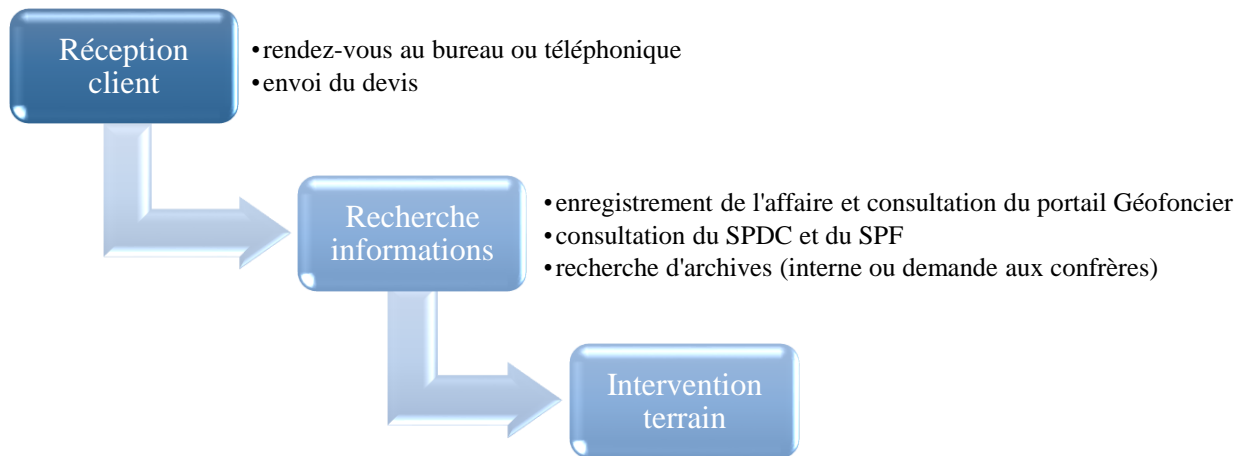 Réception
client
•rendez-vous au bureau ou téléphonique
•envoi du devis
Recherche
informations
•enregistrement de l'affaire et consultation du portail Géofoncier
•consultation du SPDC et du SPF
•recherche d'archives (interne ou demande aux confrères)
Intervention
terrain